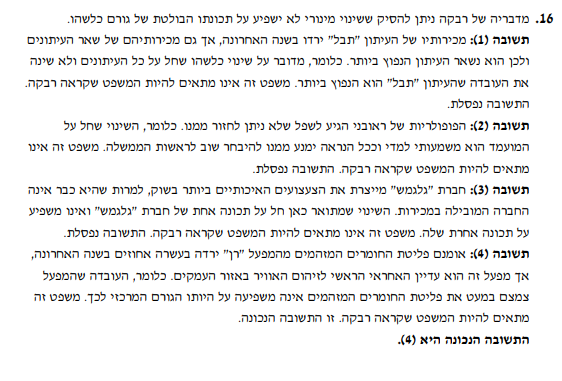 16. מדבריה של רבקה ניתן להסיק ששינוי מינורי לא ישפיע על תכונתו הבולטת של גורם כלשהו.
תשובה (1): מכירותיו של העיתון "תבל" ירדו בשנה האחרונה, אך גם מכירותיהם של שאר העיתונים
ולכן הוא נשאר העיתון הנפוץ ביותר. כלומר, מדובר על שינוי כלשהו שחל על כל העיתונים ולא שינה
את העובדה שהעיתון "תבל" הוא הנפוץ ביותר. משפט זה אינו מתאים להיות המשפט שקראה רבקה.
התשובה נפסלת.
תשובה (2): הפופולריות של ראובני הגיע לשפל שלא ניתן לחזור ממנו. כלומר, השינוי שחל על
המועמד הוא משמעותי למדי וככל הנראה ימנע ממנו להיבחר שוב לראשות הממשלה. משפט זה אינו
מתאים להיות המשפט שקראה רבקה. התשובה נפסלת.
תשובה (3): חברת "גלגמש" מייצרת את הצעצועים האיכותיים ביותר בשוק, למרות שהיא כבר אינה
החברה המובילה במכירות. השינוי שמתואר כאן חל על תכונה אחת של חברת "גלגמש" ואינו משפיע
על תכונה אחרת שלה. משפט זה אינו מתאים להיות המשפט שקראה רבקה. התשובה נפסלת.
תשובה (4): אומנם פליטת החומרים המזהמים מהמפעל "רן" ירדה בעשרה אחוזים בשנה האחרונה,
אך מפעל זה הוא עדיין האחראי הראשי לזיהום האוויר באזור העמקים. כלומר, העובדה שהמפעל
צמצם במעט את פליטת החומרים המזהמים אינה משפיעה על היותו הגורם המרכזי לכך. משפט זה
מתאים להיות המשפט שקראה רבקה. זו התשובה הנכונה.
התשובה הנכונה היא (4).